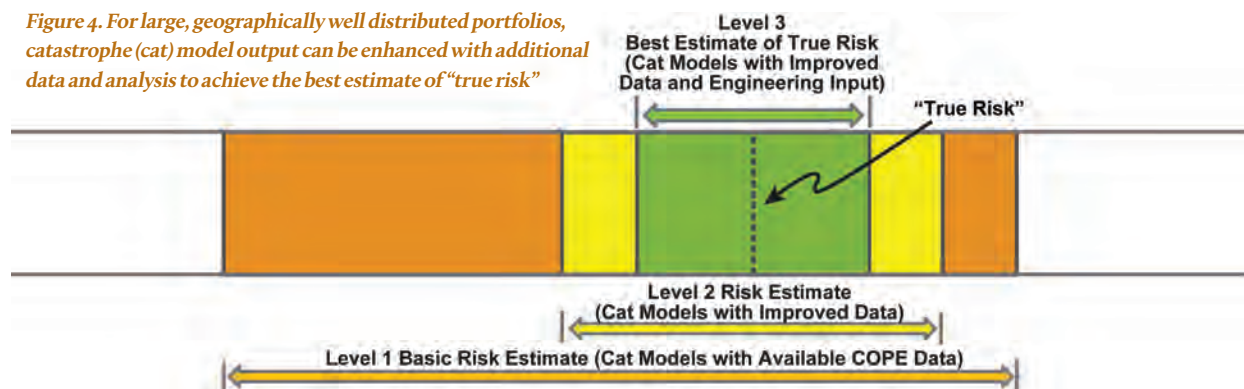 Figure 4. For large, geographically well distributed portfolios,
catastrophe (cat) model output can be enhanced with additional
data and analysis to achieve the best estimate of “true risk”
Level 3
Best Estimate of True Risk
(Cat Models with Improved
Data and Engineering Input)
“True Risk”
Level 2 Risk Estimate
(Cat Models with Improved Data)
Level 1 Basic Risk Estimate (Cat Models with Available COPE Data)